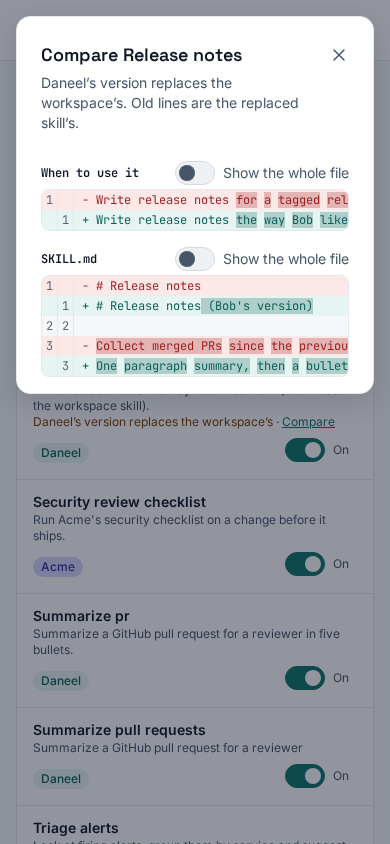 Compare Release notes
Daneel's version replaces the
workspace's. Old lines are the replaced
skill's.
When to use it
Show the whole file
1 - Write release notes for a tagged rel
1 + Write release notes the way Bob like
SKILL.md
Show the whole file
1 - # Release notes
1 + # Release notes (Bob's version)
2 2
3 - Collect merged PRs since the previou
3 + One paragraph summary, then a bullet
the workspace skill).
Daneel's version replaces the workspace's · Compare
Daneel
On
Security review checklist
Run Acme's security checklist on a change before it
ships.
Acme
On
Summarize pr
Summarize a GitHub pull request for a reviewer in five
bullets.
Daneel
On
Summarize pull requests
Summarize a GitHub pull request for a reviewer
Daneel
On
Triage alerts